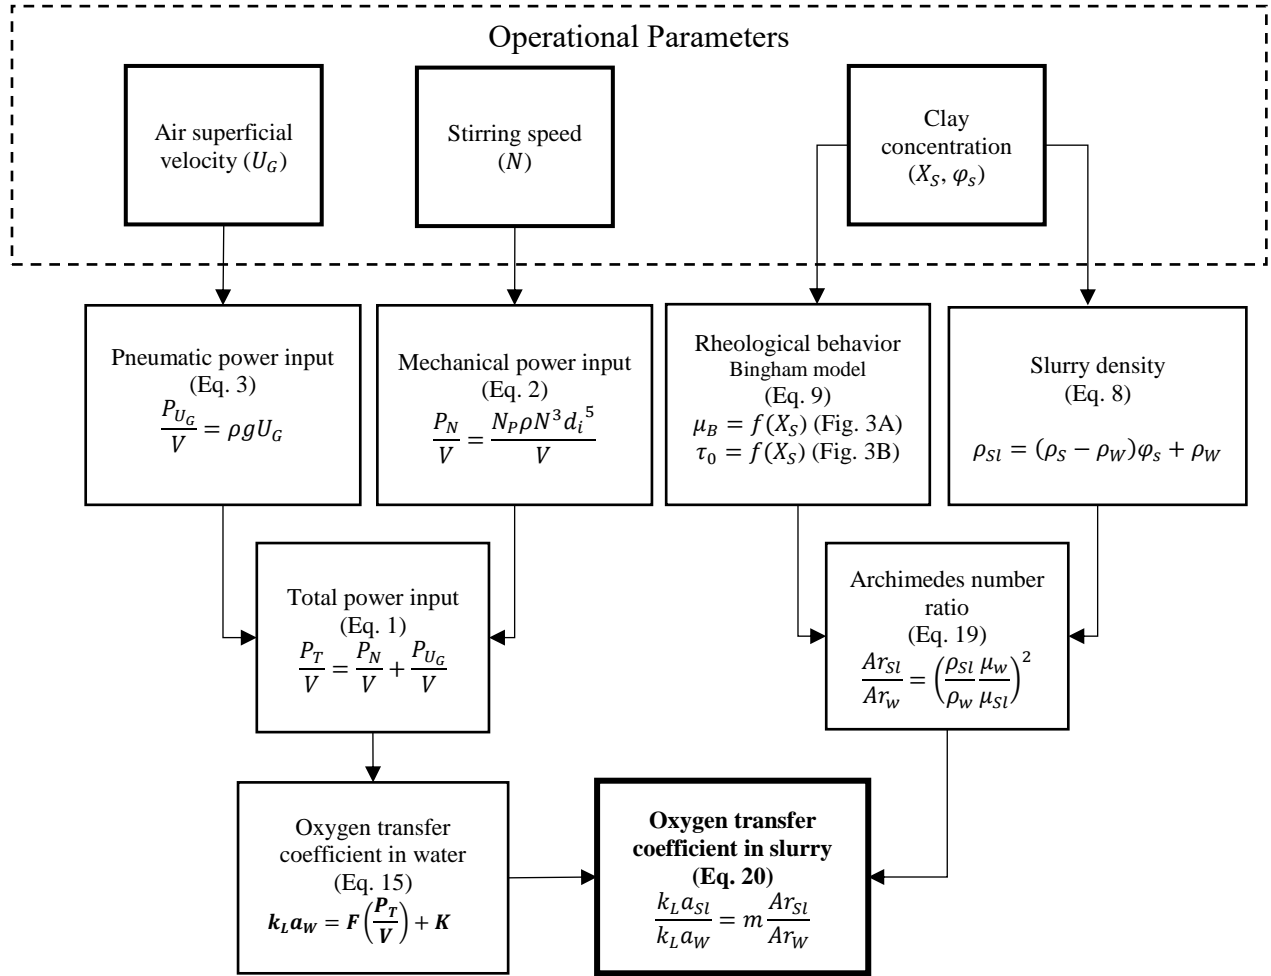 Operational Parameters
Air superficial
velocity (U_G)
Stirring speed
(N)
Clay
concentration
(X_S, φ_s)
Pneumatic power input
(Eq. 3)
P_{U_G}/V = ρgU_G
Mechanical power input
(Eq. 2)
P_N/V = N_P ρN^3 d_i^5/V
Rheological behavior
Bingham model
(Eq. 9)
μ_B = f(X_S) (Fig. 3A)
τ_0 = f(X_S) (Fig. 3B)
Slurry density
(Eq. 8)
ρ_{Sl} = (ρ_S − ρ_W)φ_s + ρ_W
Total power input
(Eq. 1)
P_T/V = P_N/V + P_{U_G}/V
Archimedes number
ratio
(Eq. 19)
Ar_{Sl}/Ar_w = (ρ_{Sl}/ρ_w μ_w/μ_{Sl})^2
Oxygen transfer
coefficient in water
(Eq. 15)
k_L a_W = F(P_T/V) + K
Oxygen transfer
coefficient in slurry
(Eq. 20)
k_L a_{Sl}/k_L a_W = m Ar_{Sl}/Ar_W